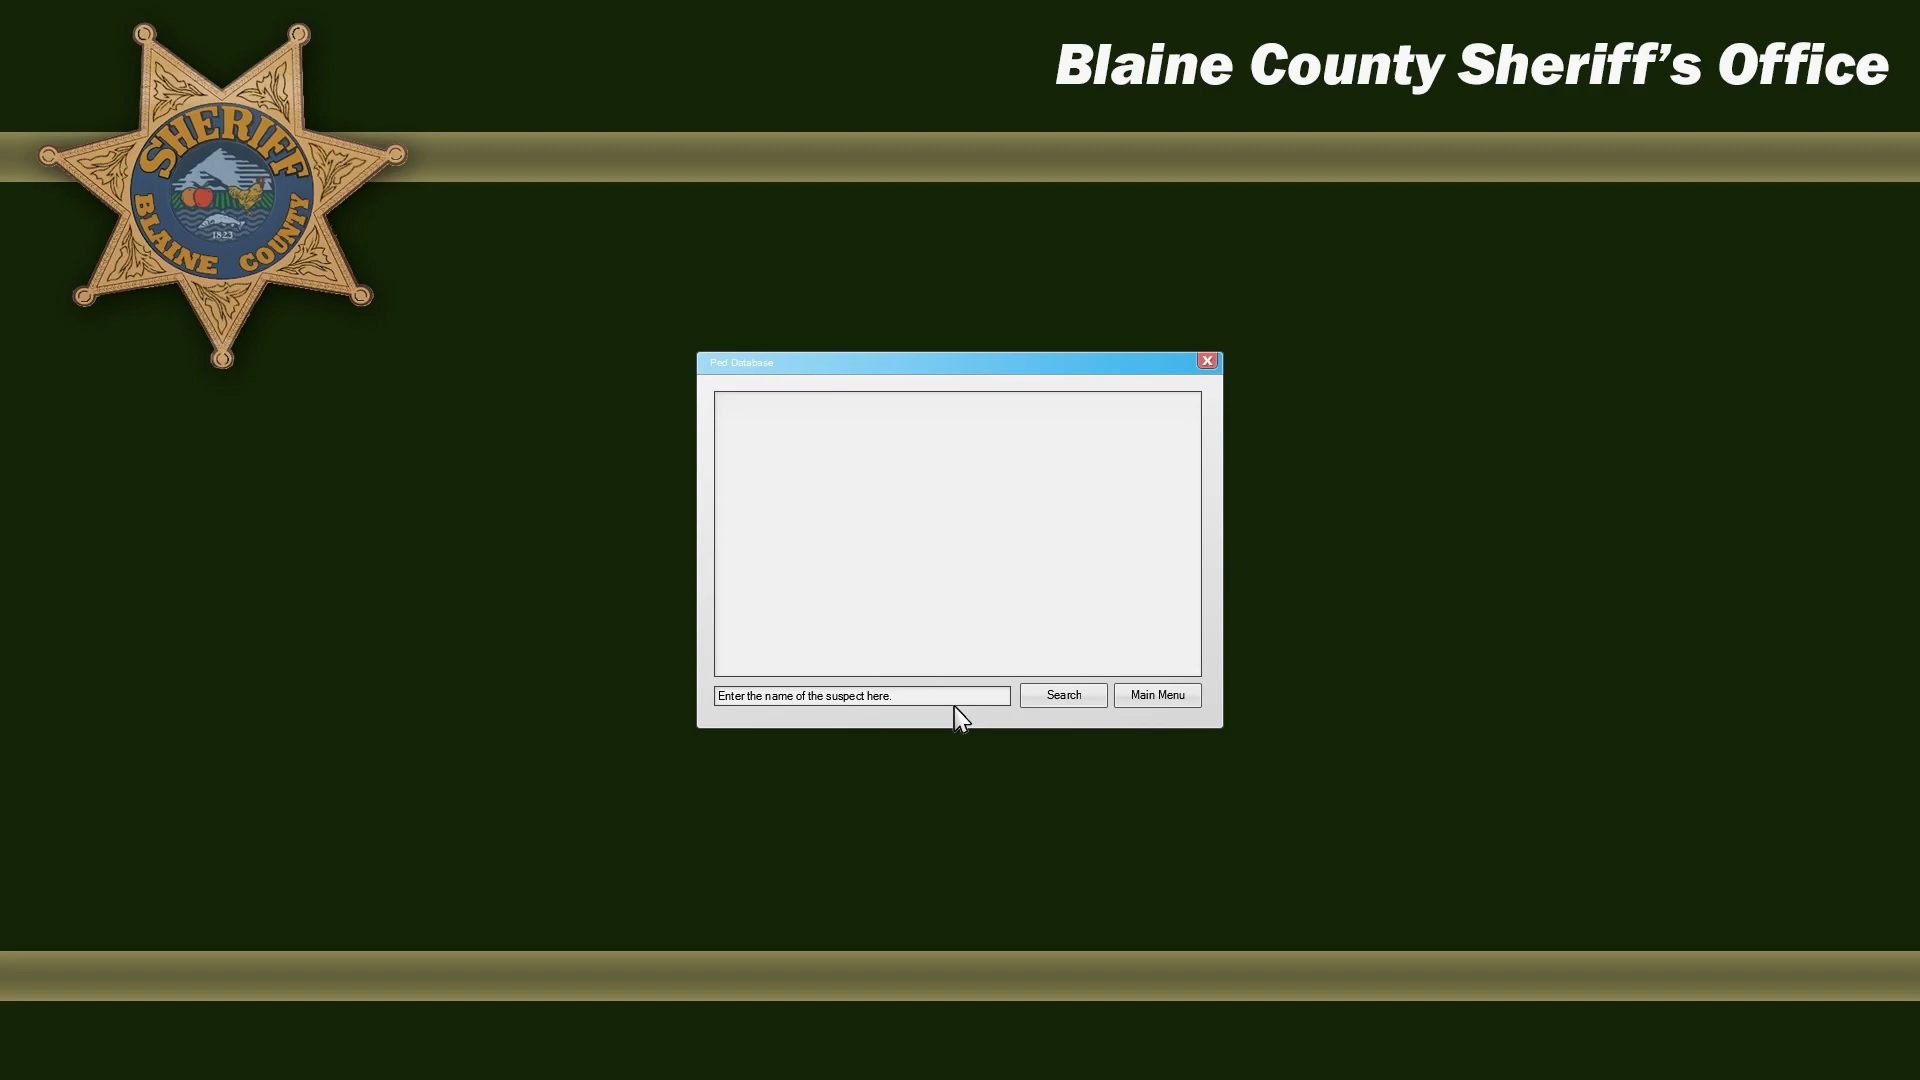 Blaine County Sheriff's Office
SHERIFF
1823
BLAINE COUNTY
Ped Database
Enter the name of the suspect here.
Search
Main Menu